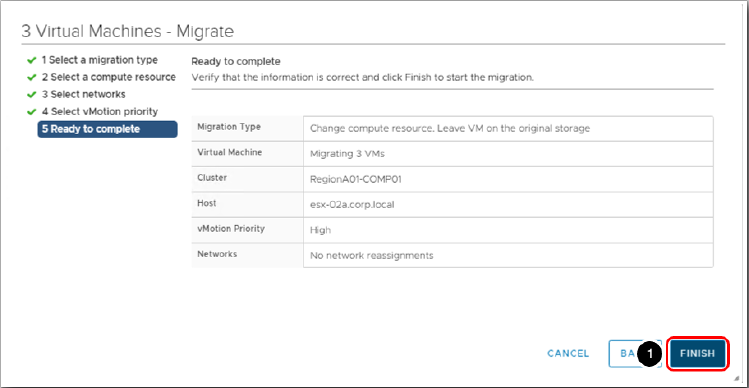 3 Virtual Machines - Migrate
1 Select a migration type
2 Select a compute resource
3 Select networks
4 Select vMotion priority
5 Ready to complete
Ready to complete
Verify that the information is correct and click Finish to start the migration.
Migration Type Change compute resource. Leave VM on the original storage
Virtual Machine Migrating 3 VMs
Cluster RegionA01-COMP01
Host esx-02a.corp.local
vMotion Priority High
Networks No network reassignments
CANCEL BA 1 FINISH